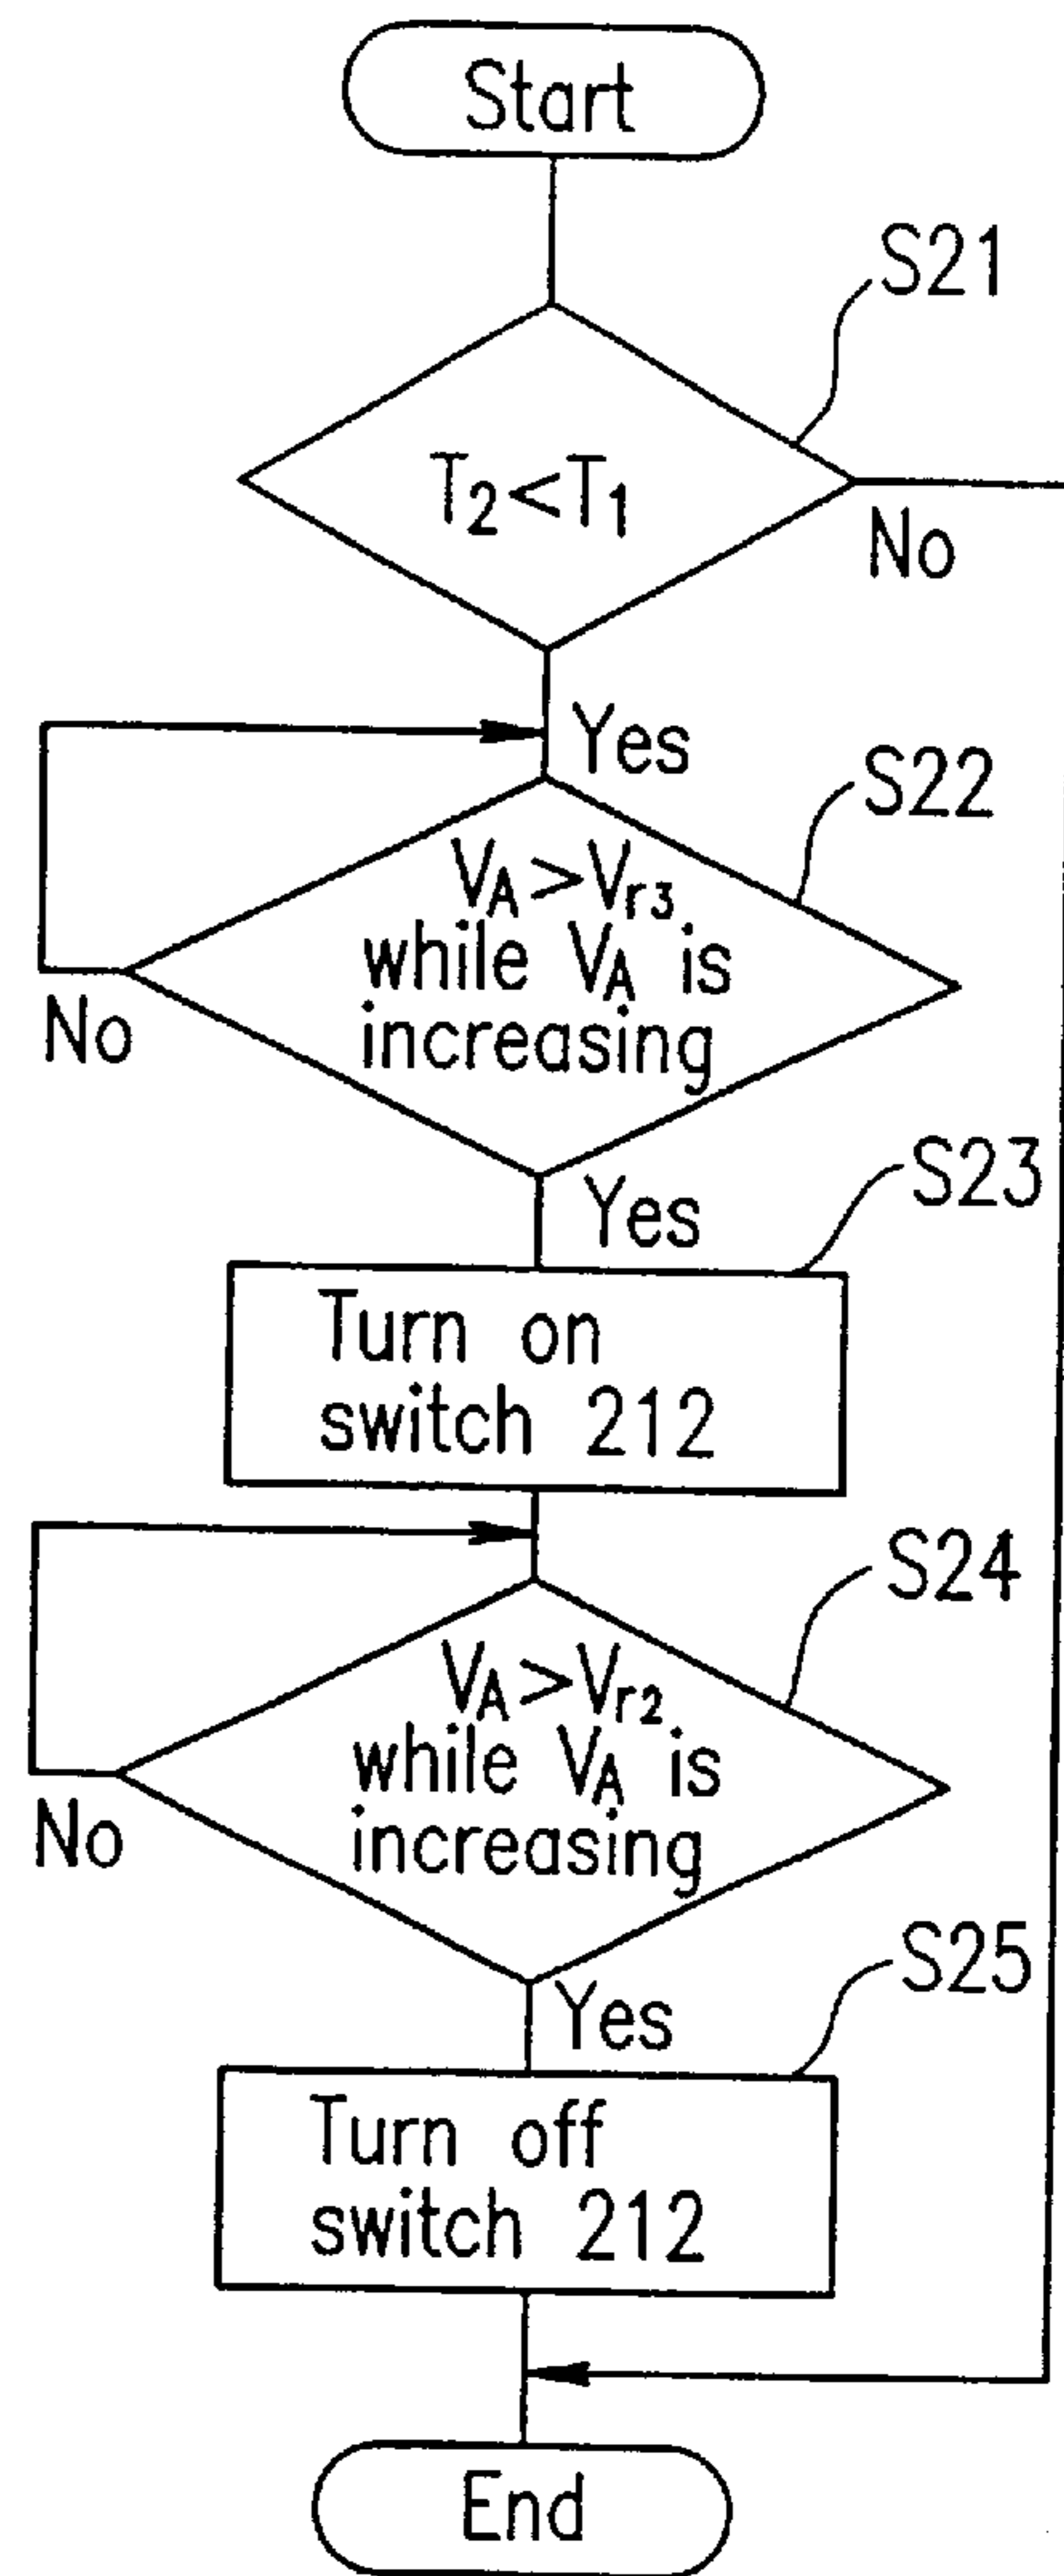 Start
S21
T2<T1
No
Yes
S22
VA>Vr3
while VA is
increasing
No
Yes
S23
Turn on
switch 212
S24
VA>Vr2
while VA is
increasing
No
Yes
S25
Turn off
switch 212
End